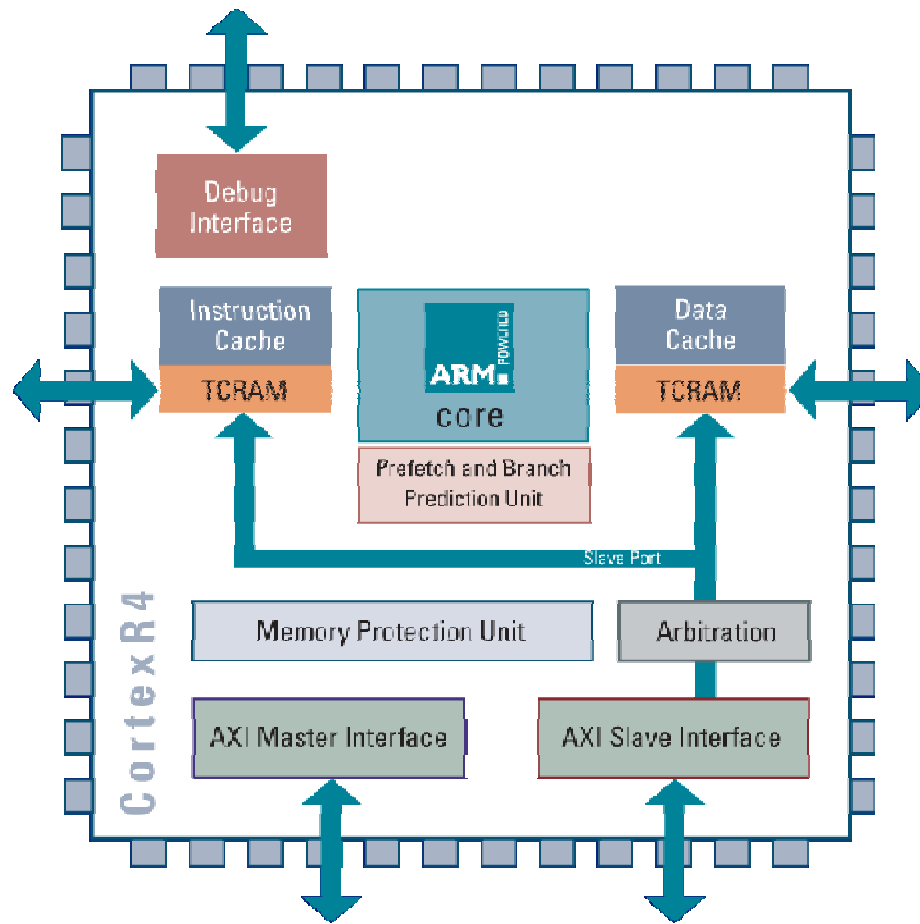 Debug
Interface
Instruction
Cache
TCRAM
ARM.
POWERED
core
Data
Cache
TCRAM
Prefetch and Branch
Prediction Unit
Slave Port
Memory Protection Unit
Arbitration
AXI Master Interface
AXI Slave Interface
CortexR4